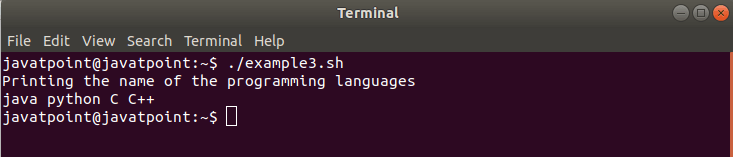 Terminal
File Edit View Search Terminal Help
javatpoint@javatpoint:~$ ./example3.sh
Printing the name of the programming languages
java python C C++
javatpoint@javatpoint:~$